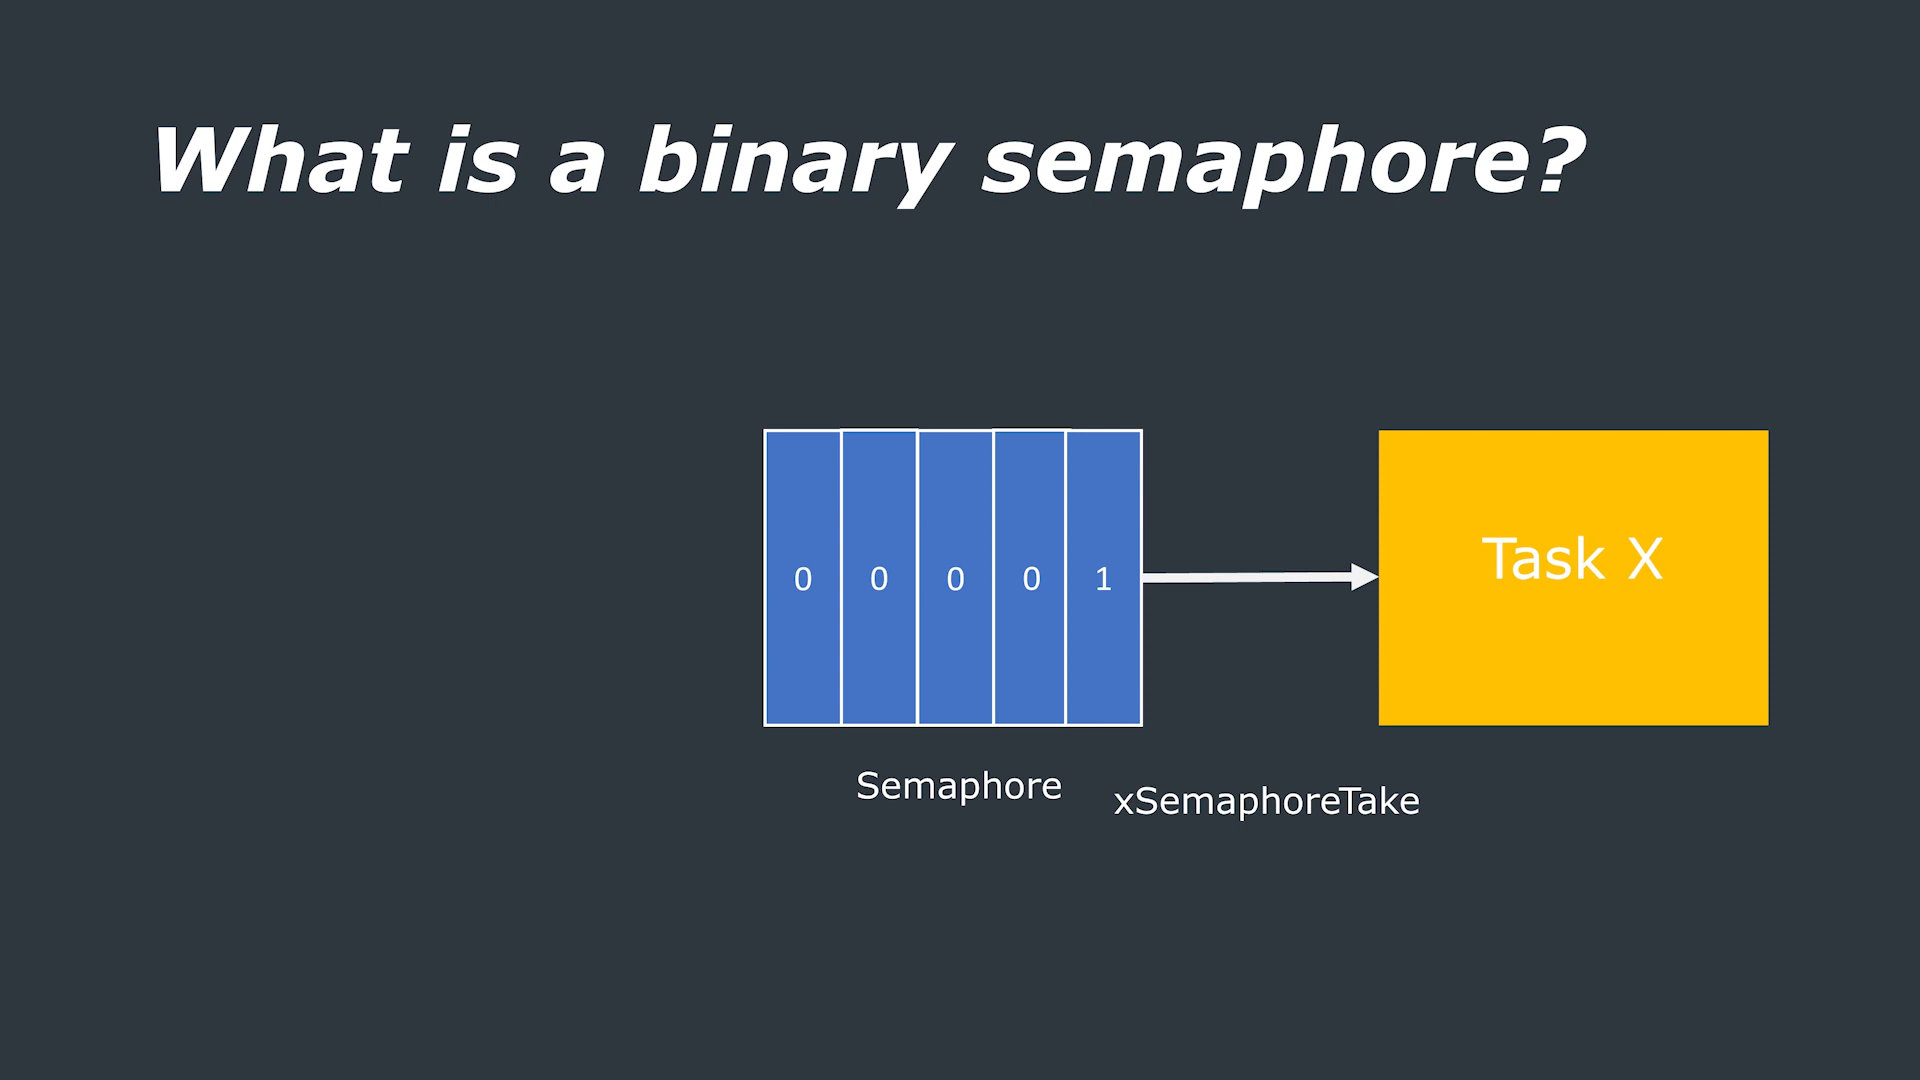 What is a binary semaphore?
0 0 0 0 1
Task X
Semaphore
xSemaphoreTake